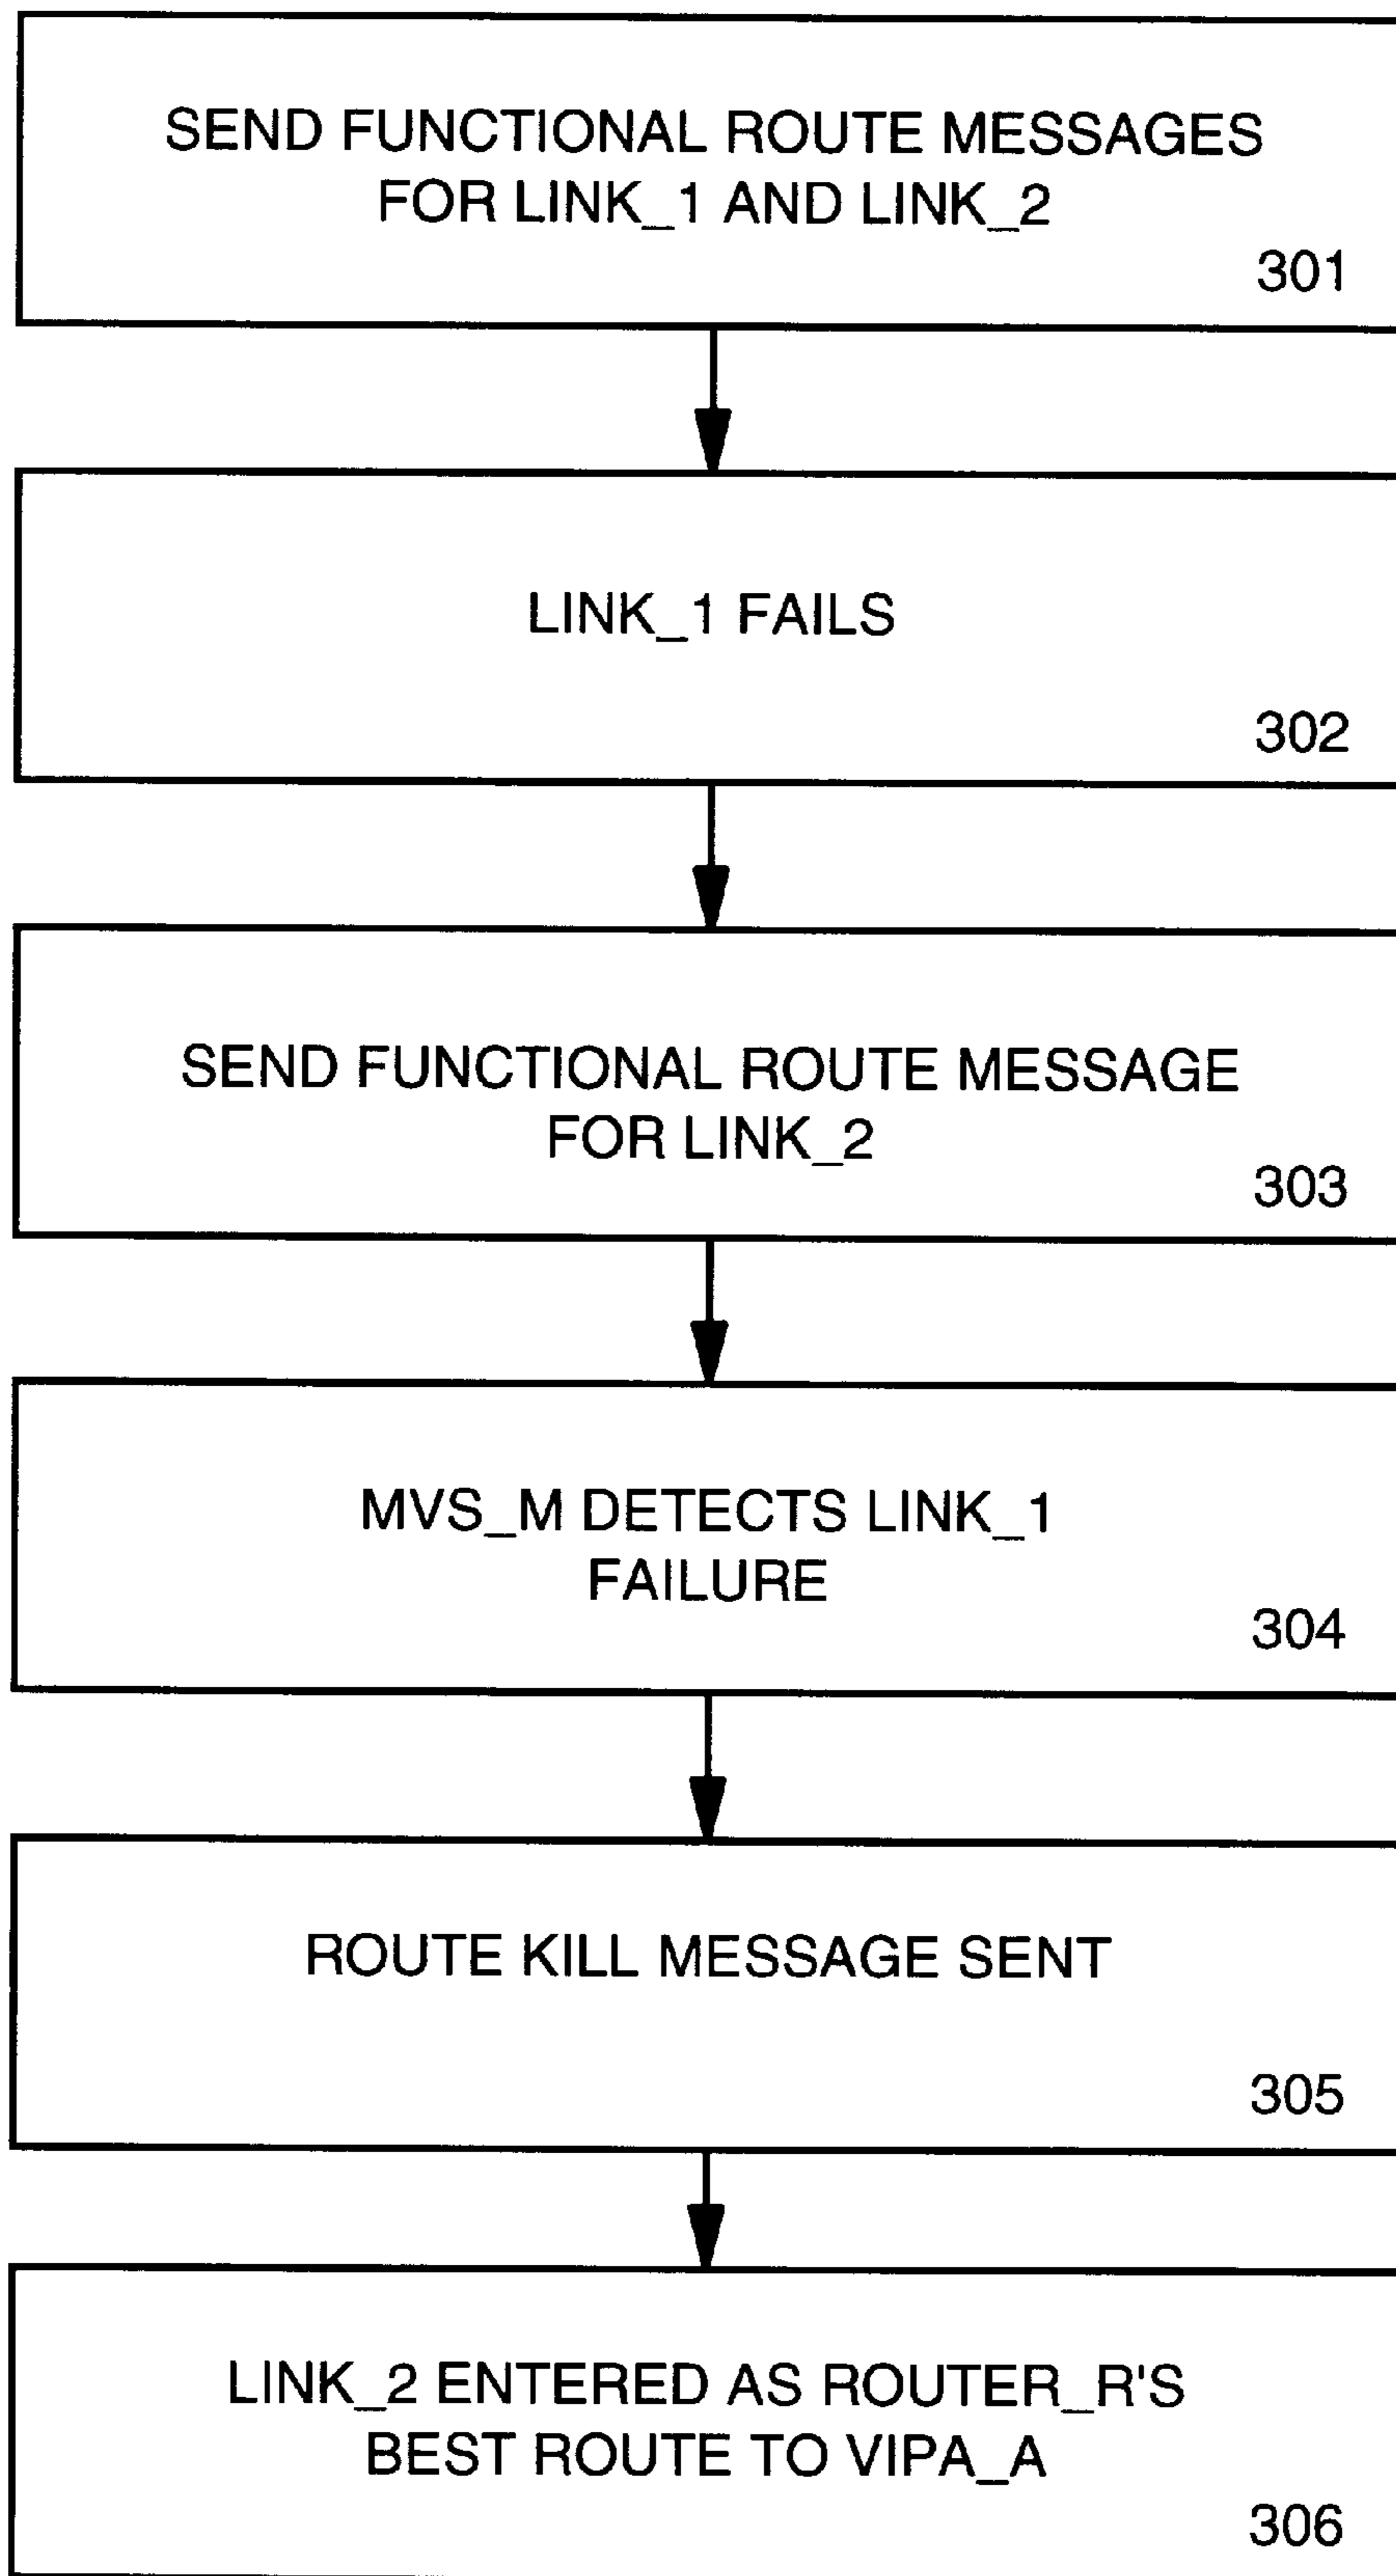 SEND FUNCTIONAL ROUTE MESSAGES
FOR LINK_1 AND LINK_2
301
LINK_1 FAILS
302
SEND FUNCTIONAL ROUTE MESSAGE
FOR LINK_2
303
MVS_M DETECTS LINK_1
FAILURE
304
ROUTE KILL MESSAGE SENT
305
LINK_2 ENTERED AS ROUTER_R'S
BEST ROUTE TO VIPA_A
306